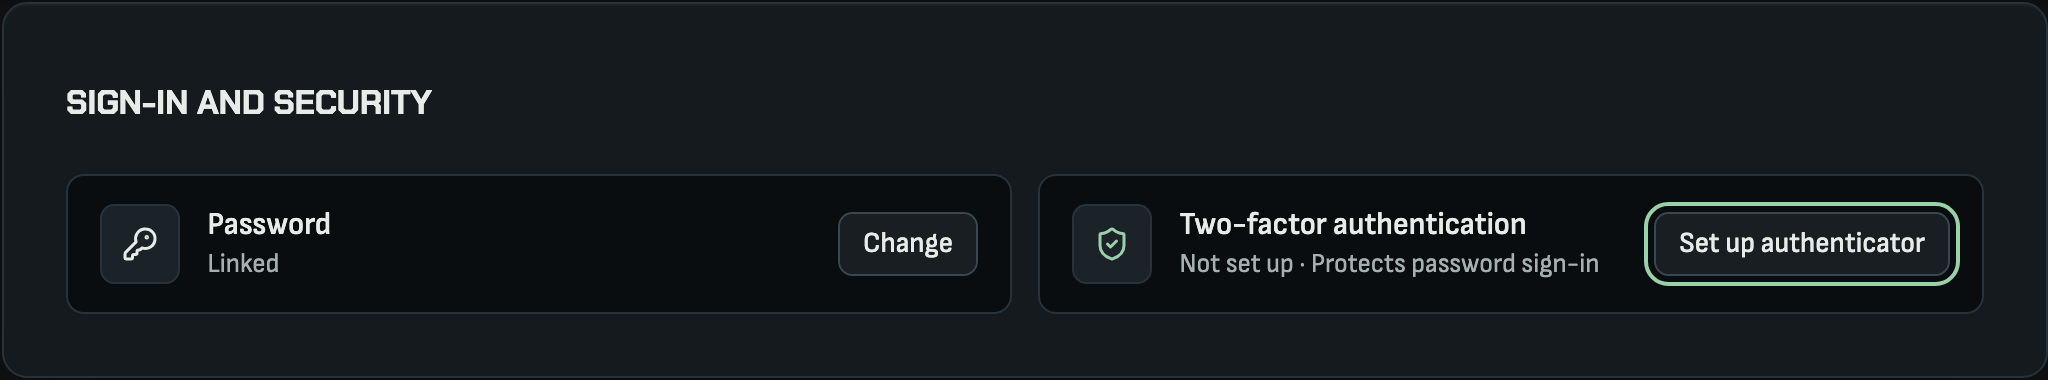 SIGN-IN AND SECURITY
Password
Linked
Change
Two-factor authentication
Not set up · Protects password sign-in
Set up authenticator